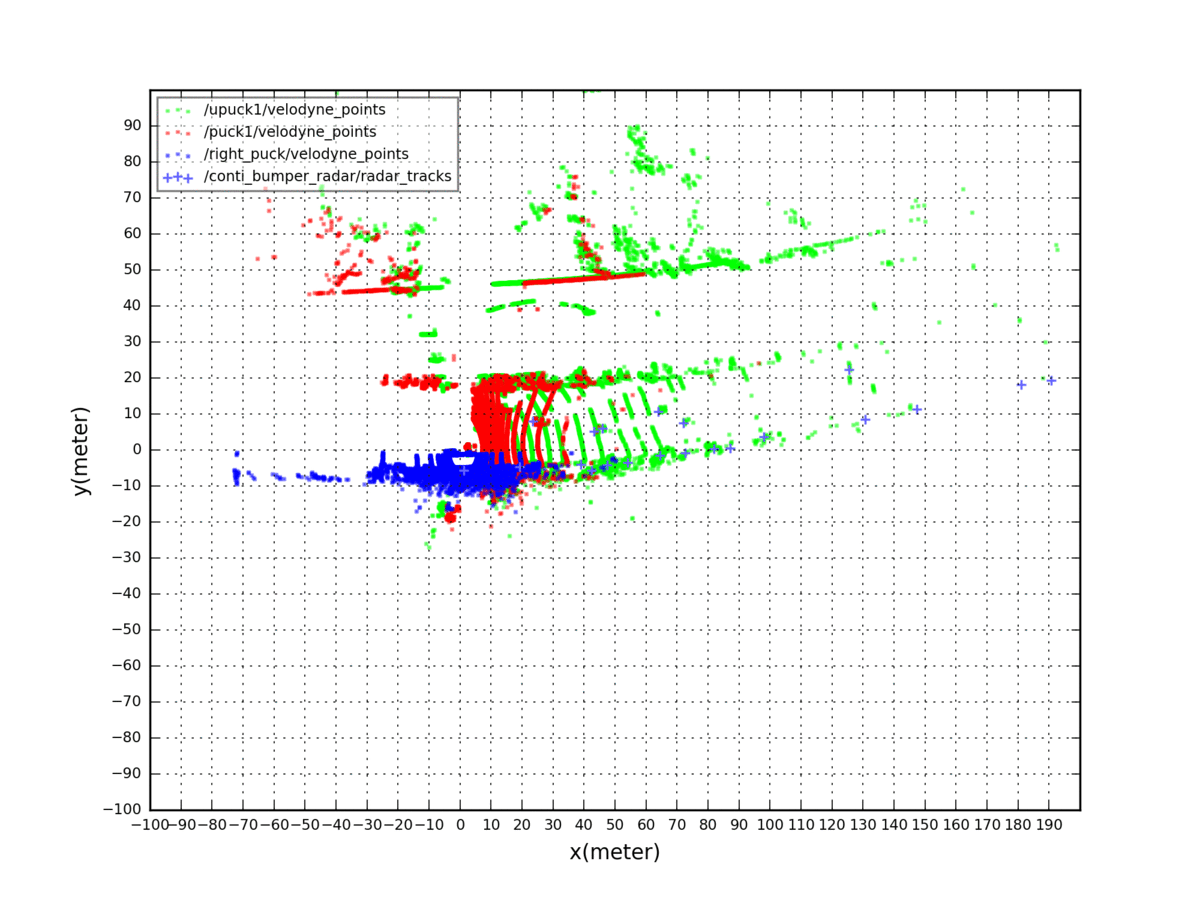 /upuck1/velodyne_points
/puck1/velodyne_points
/right_puck/velodyne_points
/conti_bumper_radar/radar_tracks
90
80
70
60
50
40
30
20
10
0
−10
−20
−30
−40
−50
−60
−70
−80
−90
−100
y(meter)
−100 −90 −80 −70 −60 −50 −40 −30 −20 −10 0 10 20 30 40 50 60 70 80 90 100 110 120 130 140 150 160 170 180 190
x(meter)